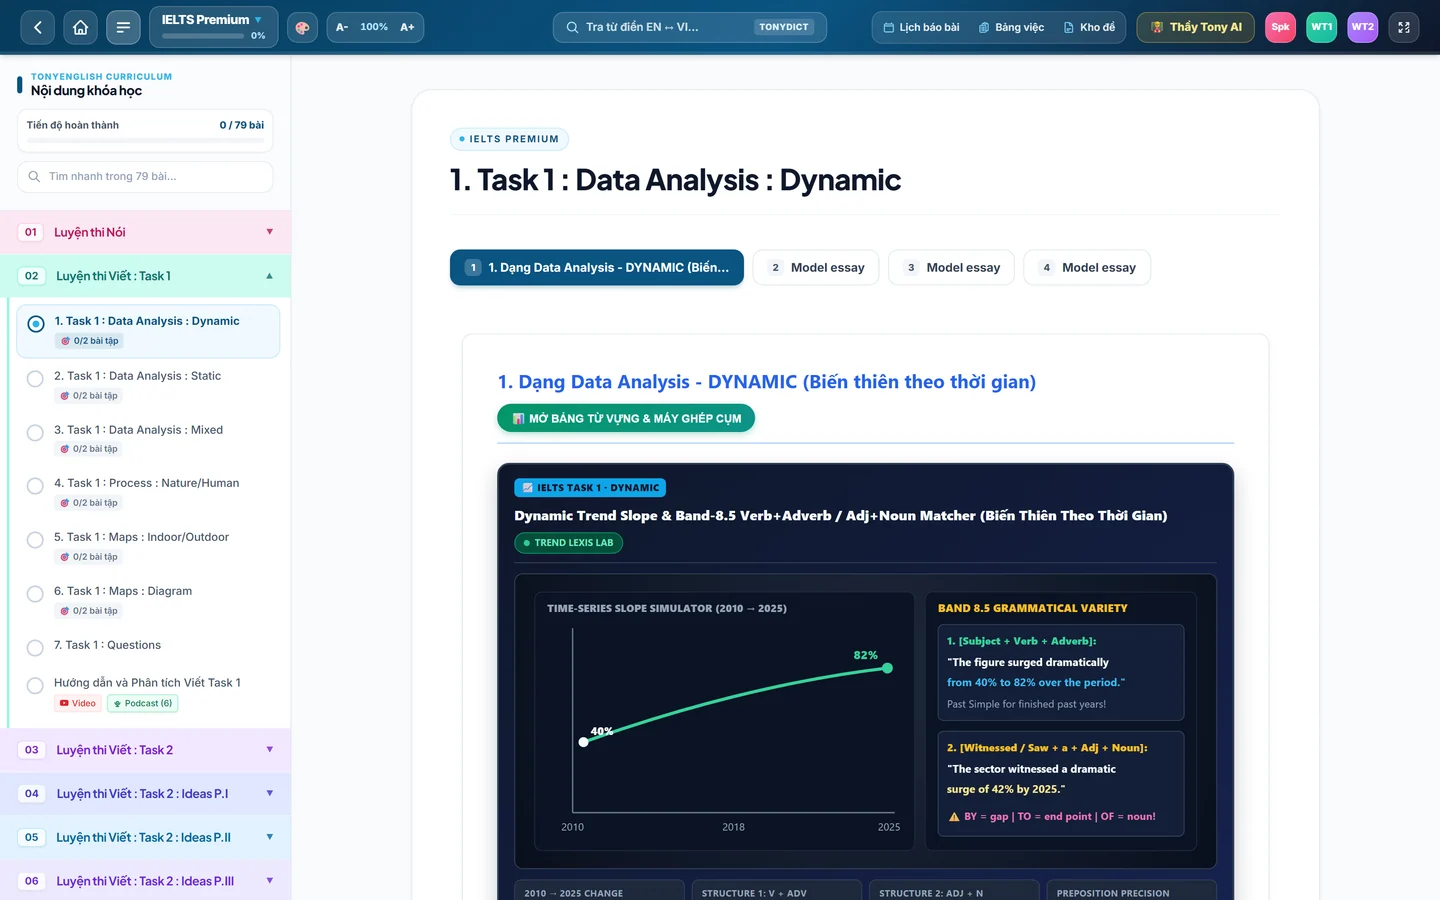 IELTS Premium ▼
0%
A- 100% A+
Tra từ điển EN ↔ VI... TONYDICT
Lịch báo bài Bảng việc Kho đề
Thầy Tony AI
Spk WT1 WT2
TONYENGLISH CURRICULUM
Nội dung khóa học
Tiến độ hoàn thành 0 / 79 bài
Tìm nhanh trong 79 bài...
01 Luyện thi Nói ▼
02 Luyện thi Viết : Task 1 ▲
1. Task 1 : Data Analysis : Dynamic
0/2 bài tập
2. Task 1 : Data Analysis : Static
0/2 bài tập
3. Task 1 : Data Analysis : Mixed
0/2 bài tập
4. Task 1 : Process : Nature/Human
0/2 bài tập
5. Task 1 : Maps : Indoor/Outdoor
0/2 bài tập
6. Task 1 : Maps : Diagram
0/2 bài tập
7. Task 1 : Questions
Hướng dẫn và Phân tích Viết Task 1
Video Podcast (6)
03 Luyện thi Viết : Task 2 ▼
04 Luyện thi Viết : Task 2 : Ideas P.I ▼
05 Luyện thi Viết : Task 2 : Ideas P.II ▼
06 Luyện thi Viết : Task 2 : Ideas P.III ▼
IELTS PREMIUM
1. Task 1 : Data Analysis : Dynamic
1 1. Dạng Data Analysis - DYNAMIC (Biến...
2 Model essay
3 Model essay
4 Model essay
1. Dạng Data Analysis - DYNAMIC (Biến thiên theo thời gian)
MỞ BẢNG TỪ VỰNG & MÁY GHÉP CỤM
IELTS TASK 1 · DYNAMIC
Dynamic Trend Slope & Band-8.5 Verb+Adverb / Adj+Noun Matcher (Biến Thiên Theo Thời Gian)
TREND LEXIS LAB
TIME-SERIES SLOPE SIMULATOR (2010 → 2025)
82%
40%
2010 2018 2025
BAND 8.5 GRAMMATICAL VARIETY
1. [Subject + Verb + Adverb]:
"The figure surged dramatically
from 40% to 82% over the period."
Past Simple for finished past years!
2. [Witnessed / Saw + a + Adj + Noun]:
"The sector witnessed a dramatic
surge of 42% by 2025."
⚠ BY = gap | TO = end point | OF = noun!
2010 → 2025 CHANGE
STRUCTURE 1: V + ADV
STRUCTURE 2: ADJ + N
PREPOSITION PRECISION